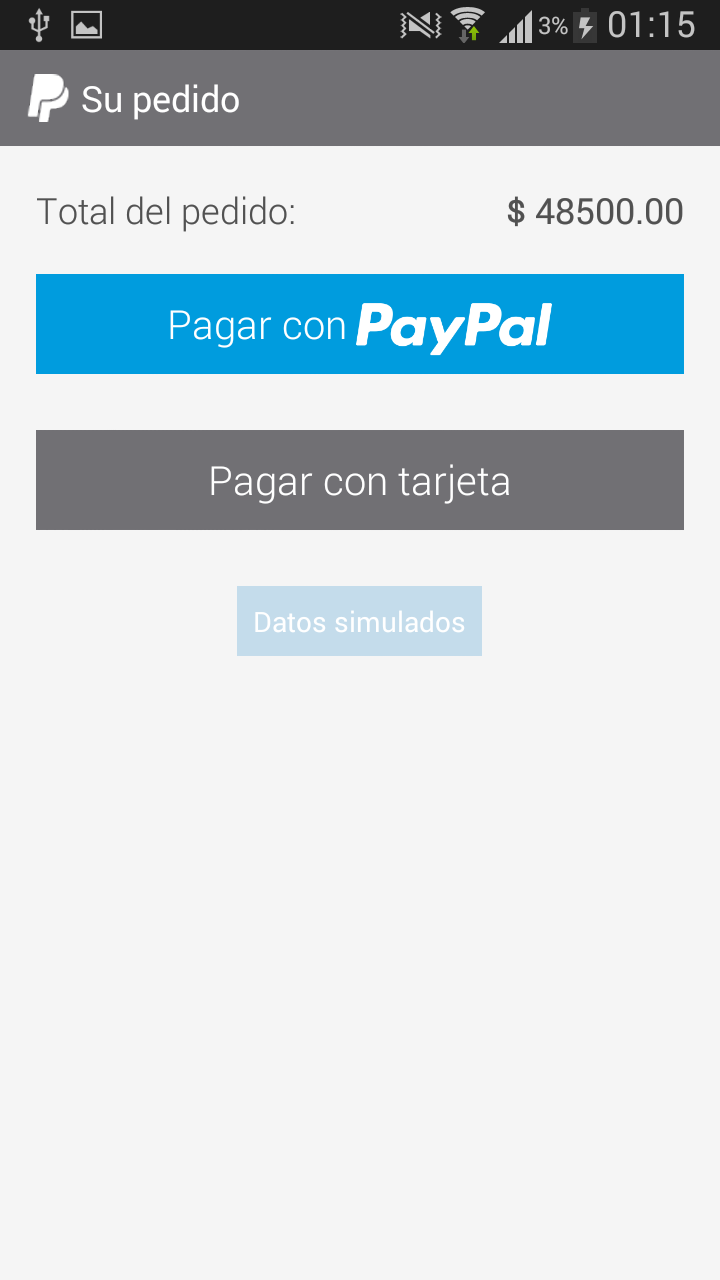 3% 01:15
Su pedido
Total del pedido: $ 48500.00
Pagar con PayPal
Pagar con tarjeta
Datos simulados